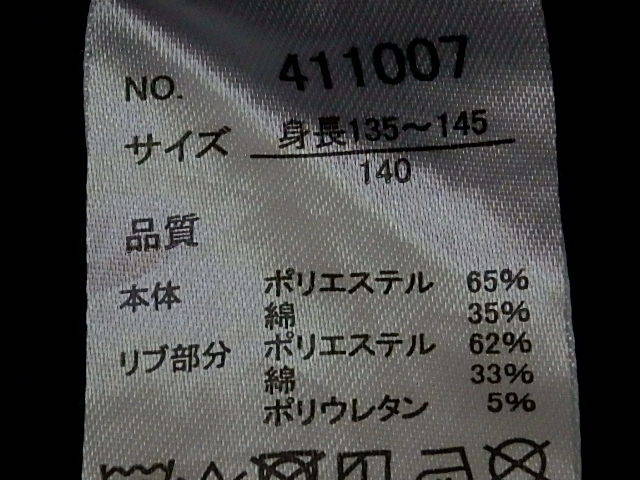 NO. 411007
サイズ 身長135〜145
140
品質
本体 ポリエステル 65%
綿 35%
リブ部分 ポリエステル 62%
綿 33%
ポリウレタン 5%